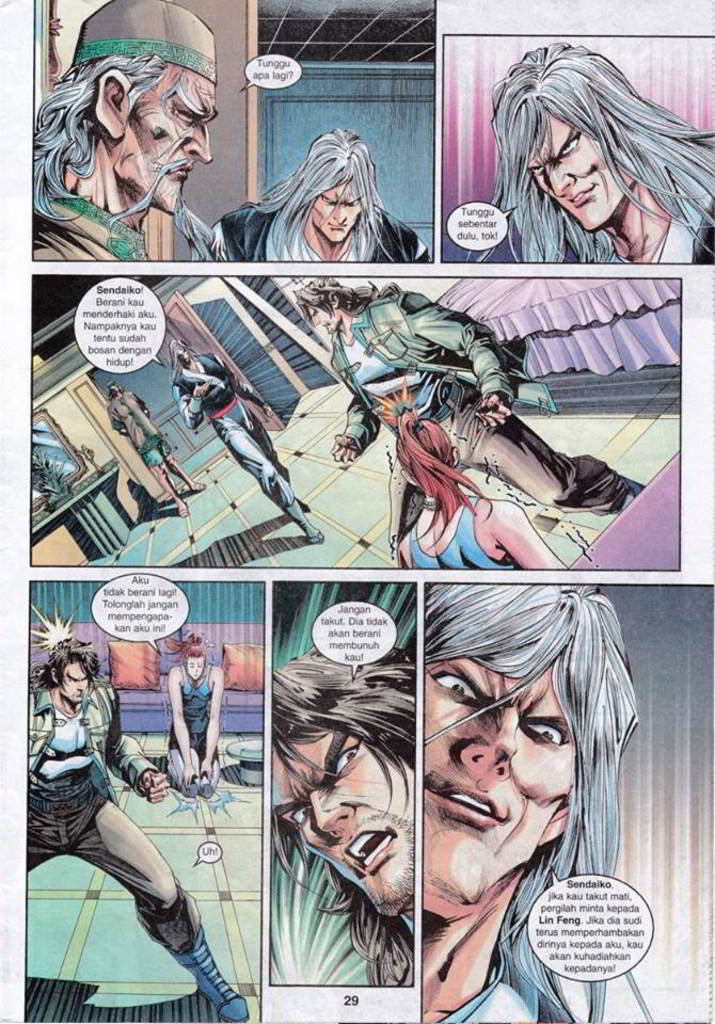 Tunggu
apa lagi?
Tunggu
sebentar
dulu, tok!
Sendaiko!
Berani kau
menderhaki aku.
Nampaknya kau
tentu sudah
bosan dengan
hidup!
Aku
tidak berani lagi!
Tolonglah jangan
mempengapa-
kan aku ini!
Uh!
Jangan
takut. Dia tidak
akan berani
membunuh
kau!
Sendaiko,
jika kau takut mati,
pergilah minta kepada
Lin Feng. Jika dia sudi
terus memperhambakan
dirinya kepada aku, kau
akan kuhadiahkan
kepadanya!
29